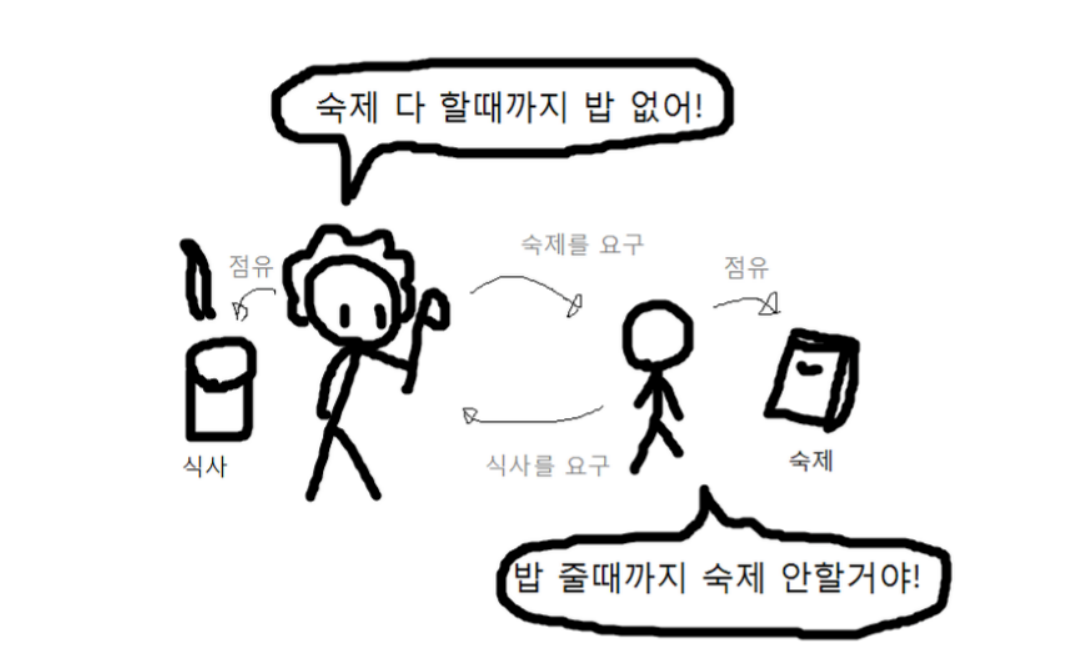 숙제 다 할때까지 밥 없어!
숙제를 요구
점유
점유
식사를 요구
식사
숙제
밥 줄때까지 숙제 안할거야!